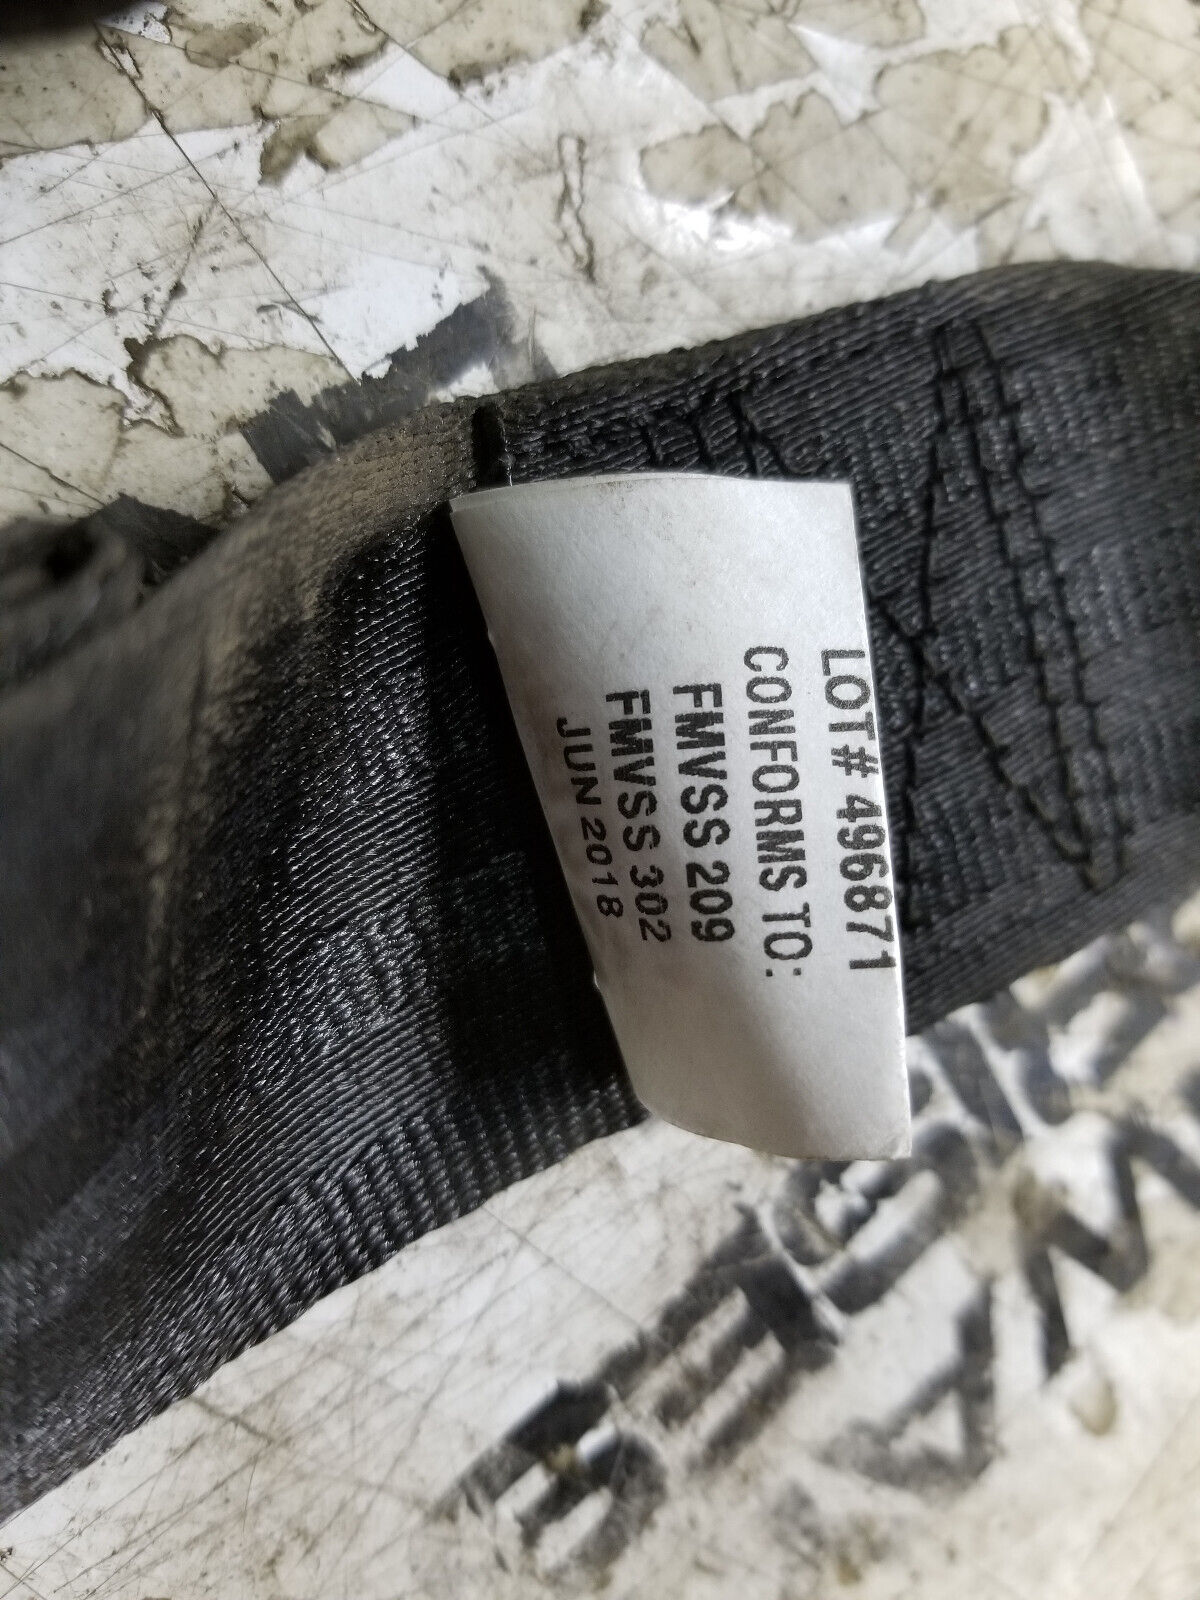 LOT# 496871
CONFORMS TO:
FMVSS 209
FMVSS 302
JUN 2018